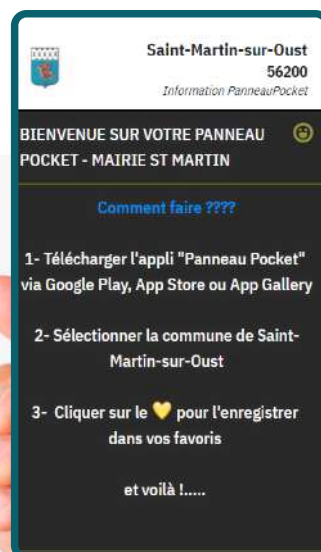 Saint-Martin-sur-Oust
56200
Information PanneauPocket
BIENVENUE SUR VOTRE PANNEAU
POCKET - MAIRIE ST MARTIN
Comment faire ????
1- Télécharger l'appli "Panneau Pocket"
via Google Play, App Store ou App Gallery
2- Sélectionner la commune de Saint-
Martin-sur-Oust
3- Cliquer sur le 💛 pour l'enregistrer
dans vos favoris
et voilà !.....